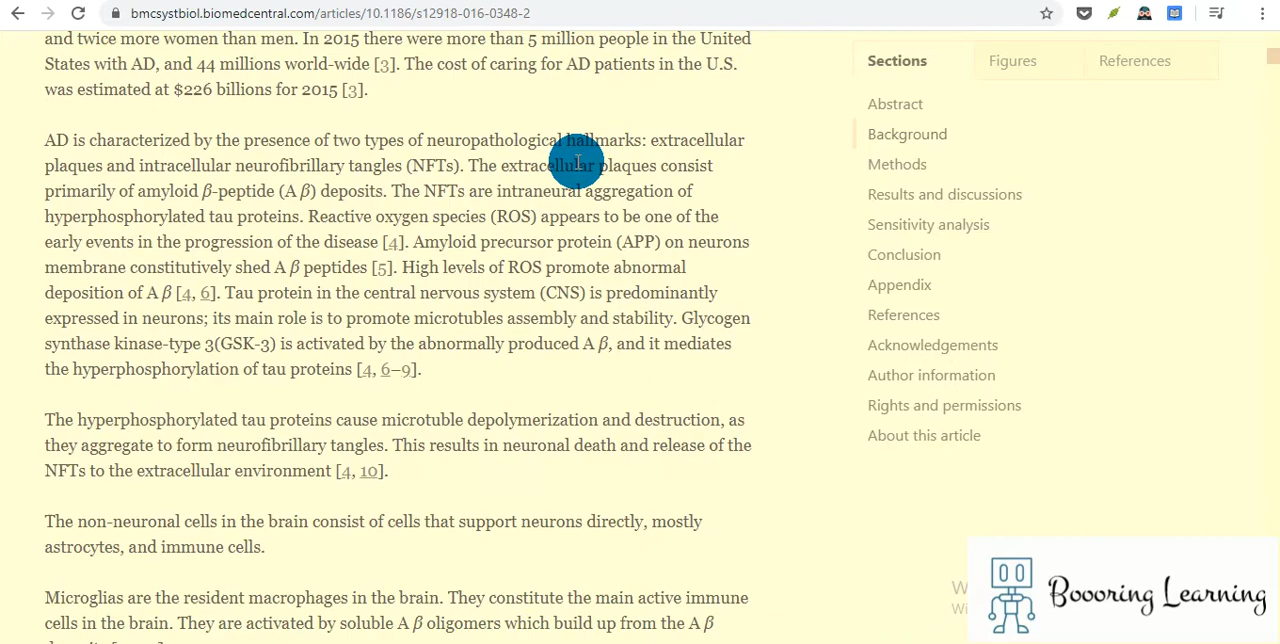 bmcsystbiol.biomedcentral.com/articles/10.1186/s12918-016-0348-2
and twice more women than men. In 2015 there were more than 5 million people in the United
States with AD, and 44 millions world-wide [3]. The cost of caring for AD patients in the U.S.
was estimated at $226 billions for 2015 [3].
AD is characterized by the presence of two types of neuropathological hallmarks: extracellular
plaques and intracellular neurofibrillary tangles (NFTs). The extracellular plaques consist
primarily of amyloid β-peptide (A β) deposits. The NFTs are intraneural aggregation of
hyperphosphorylated tau proteins. Reactive oxygen species (ROS) appears to be one of the
early events in the progression of the disease [4]. Amyloid precursor protein (APP) on neurons
membrane constitutively shed A β peptides [5]. High levels of ROS promote abnormal
deposition of A β [4, 6]. Tau protein in the central nervous system (CNS) is predominantly
expressed in neurons; its main role is to promote microtubles assembly and stability. Glycogen
synthase kinase-type 3(GSK-3) is activated by the abnormally produced A β, and it mediates
the hyperphosphorylation of tau proteins [4, 6–9].
The hyperphosphorylated tau proteins cause microtuble depolymerization and destruction, as
they aggregate to form neurofibrillary tangles. This results in neuronal death and release of the
NFTs to the extracellular environment [4, 10].
The non-neuronal cells in the brain consist of cells that support neurons directly, mostly
astrocytes, and immune cells.
Microglias are the resident macrophages in the brain. They constitute the main active immune
cells in the brain. They are activated by soluble A β oligomers which build up from the A β
Sections
Figures
References
Abstract
Background
Methods
Results and discussions
Sensitivity analysis
Conclusion
Appendix
References
Acknowledgements
Author information
Rights and permissions
About this article
Boooring Learning